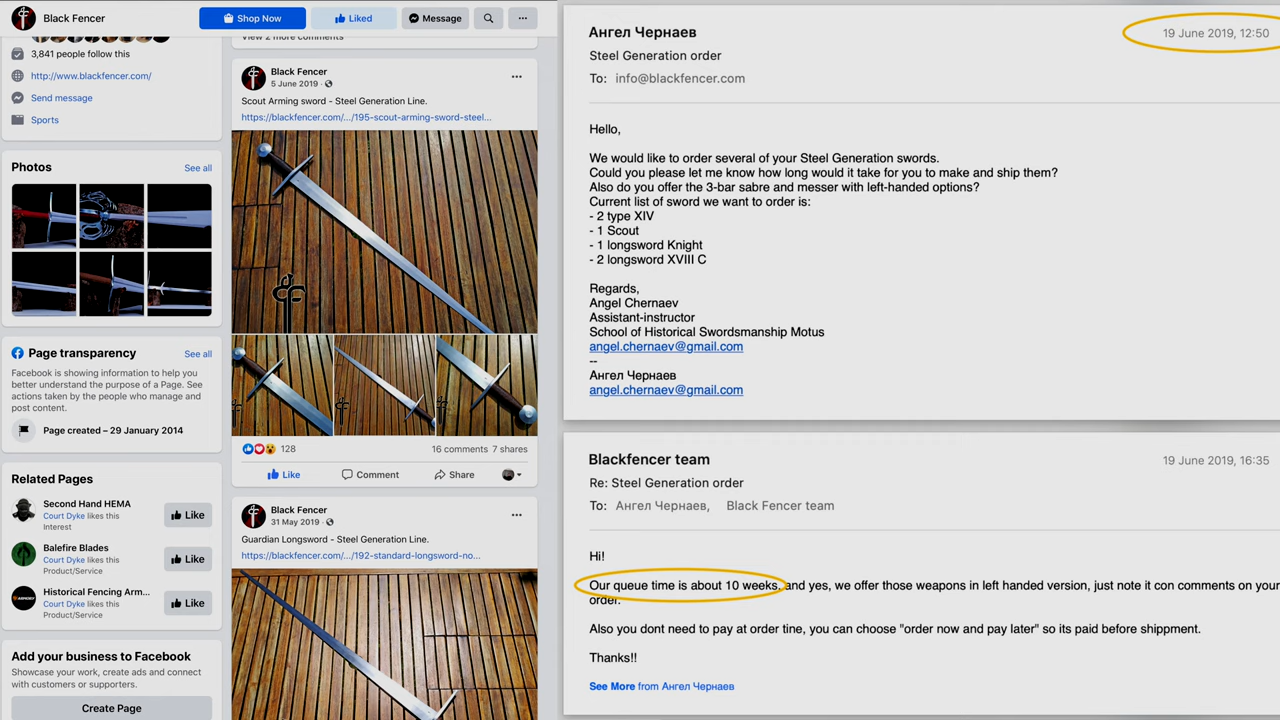 Black Fencer
Shop Now
Liked
Message
3,841 people follow this
http://www.blackfencer.com/
Send message
Sports
Photos
See all
Page transparency
See all
Facebook is showing information to help you
better understand the purpose of a Page. See
actions taken by the people who manage and
post content.
Page created – 29 January 2014
Related Pages
Second Hand HEMA
Court Dyke likes this
Interest
Like
Balefire Blades
Court Dyke likes this
Product/Service
Like
Historical Fencing Arm...
Court Dyke likes this
Product/Service
Like
Add your business to Facebook
Showcase your work, create ads and connect
with customers or supporters.
Create Page
View 2 more comments
Black Fencer
5 June 2019 ·
Scout Arming sword - Steel Generation Line.
https://blackfencer.com/.../195-scout-arming-sword-steel...
128
16 comments 7 shares
Like
Comment
Share
Black Fencer
31 May 2019 ·
Guardian Longsword - Steel Generation Line.
https://blackfencer.com/.../192-standard-longsword-no...
Ангел Чернаев
19 June 2019, 12:50
Steel Generation order
To: info@blackfencer.com
Hello,
We would like to order several of your Steel Generation swords.
Could you please let me know how long would it take for you to make and ship them?
Also do you offer the 3-bar sabre and messer with left-handed options?
Current list of sword we want to order is:
- 2 type XIV
- 1 Scout
- 1 longsword Knight
- 2 longsword XVIII C
Regards,
Angel Chernaev
Assistant-instructor
School of Historical Swordsmanship Motus
angel.chernaev@gmail.com
--
Ангел Чернаев
angel.chernaev@gmail.com
Blackfencer team
19 June 2019, 16:35
Re: Steel Generation order
To: Ангел Чернаев, Black Fencer team
Hi!
Our queue time is about 10 weeks. and yes, we offer those weapons in left handed version, just note it con comments on your
order.
Also you dont need to pay at order tine, you can choose "order now and pay later" so its paid before shippment.
Thanks!!
See More from Ангел Чернаев